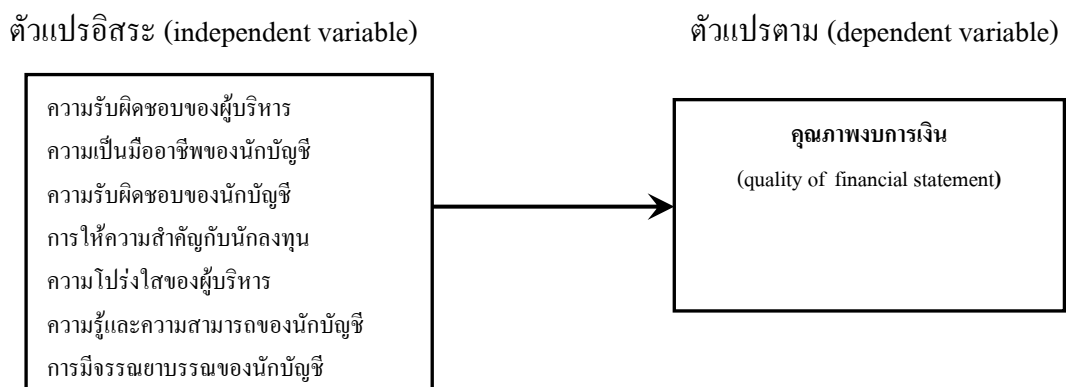 ตัวแปรอิสระ (independent variable)
ตัวแปรตาม (dependent variable)
ความรับผิดชอบของผู้บริหาร
ความเป็นมืออาชีพของนักบัญชี
ความรับผิดชอบของนักบัญชี
การให้ความสำคัญกับนักลงทุน
ความโปร่งใสของผู้บริหาร
ความรู้และความสามารถของนักบัญชี
การมีจรรณยาบรรณของนักบัญชี
คุณภาพงบการเงิน
(quality of financial statement)